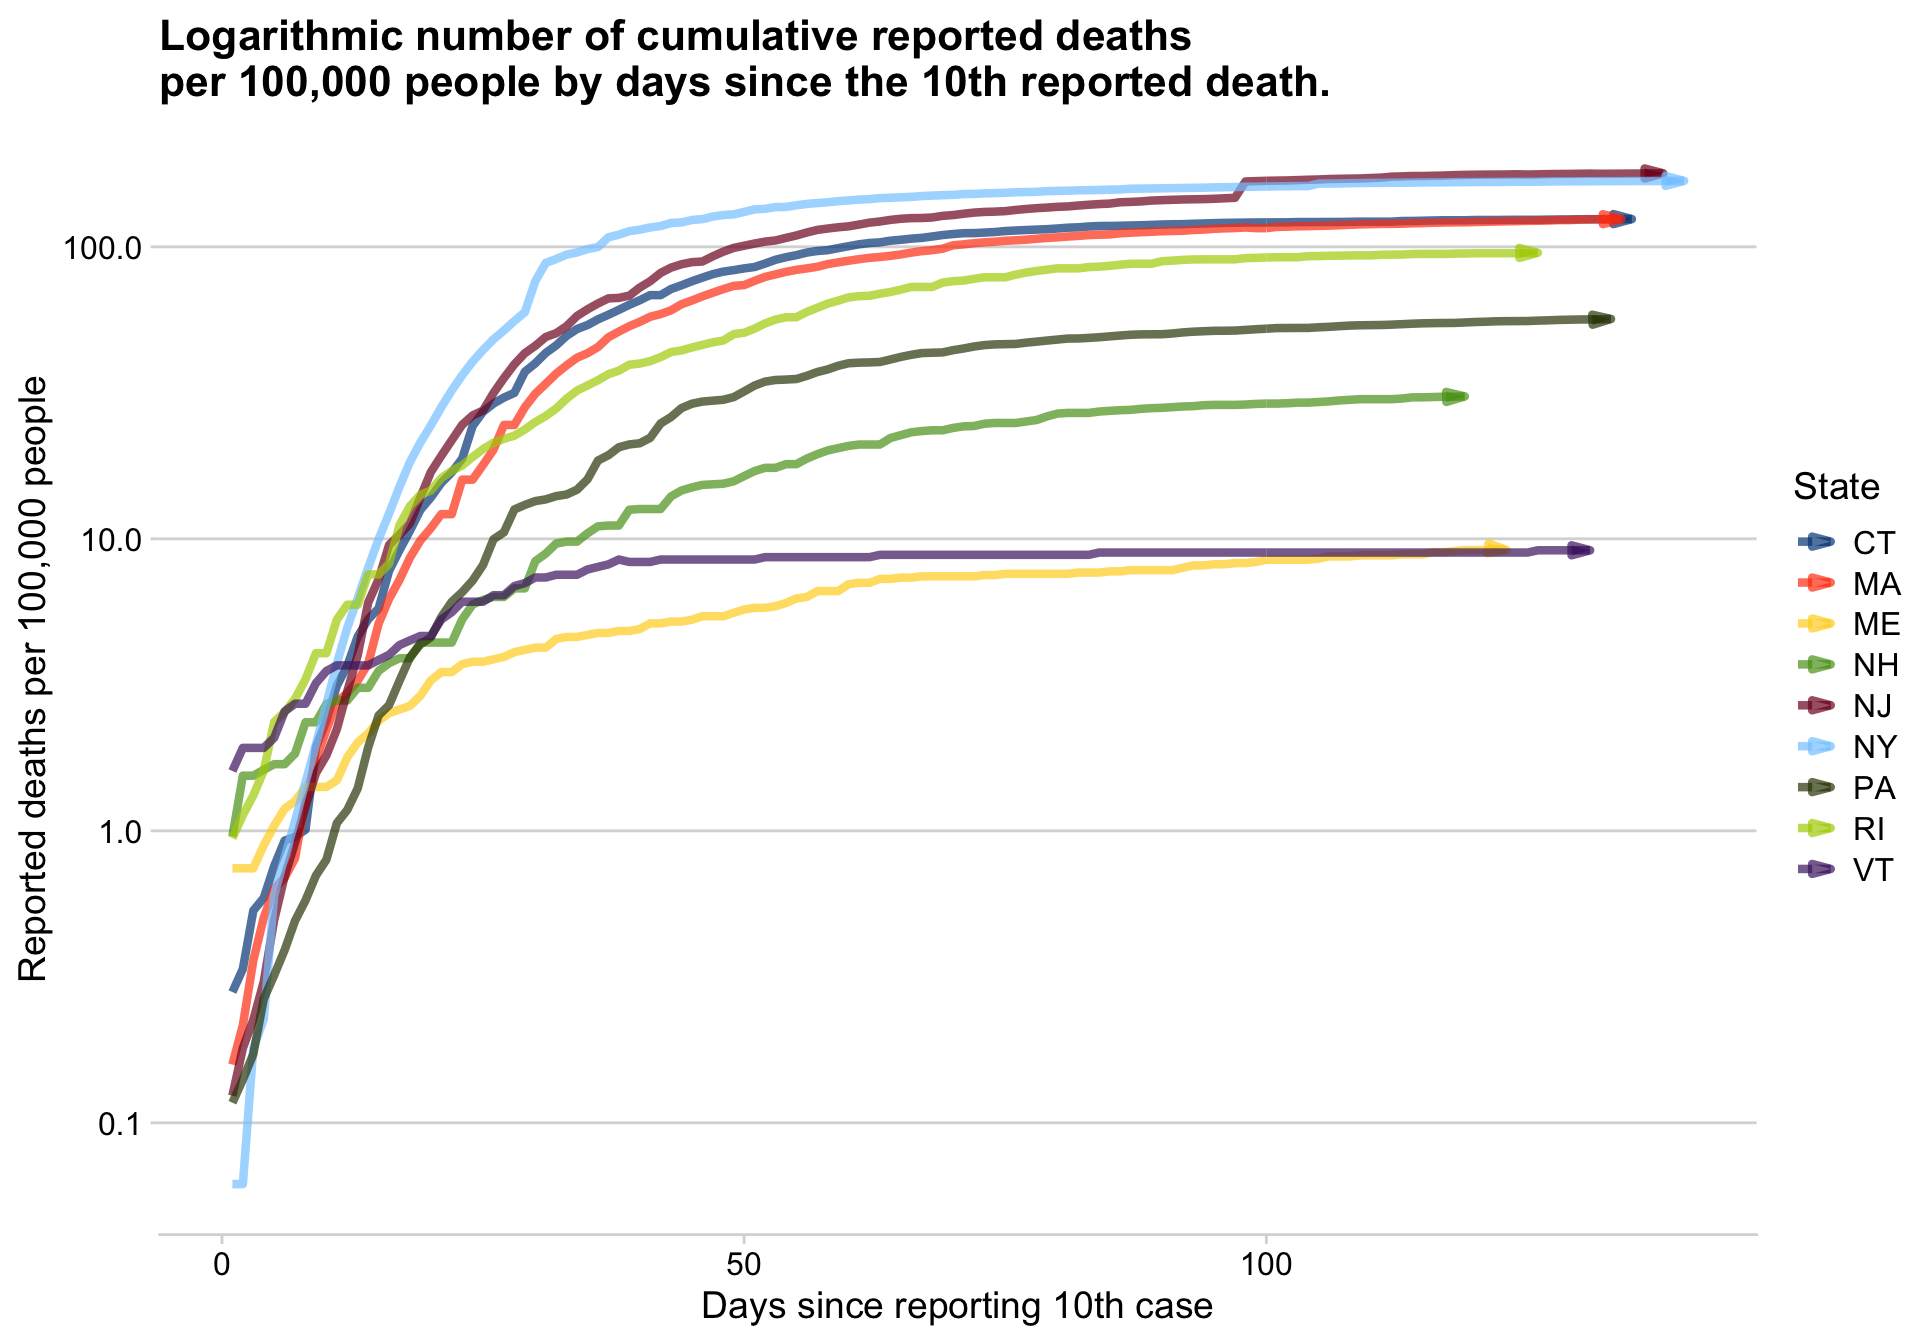 Logarithmic number of cumulative reported deaths
per 100,000 people by days since the 10th reported death.
Reported deaths per 100,000 people
100.0
10.0
1.0
0.1
0
50
100
Days since reporting 10th case
State
CT
MA
ME
NH
NJ
NY
PA
RI
VT